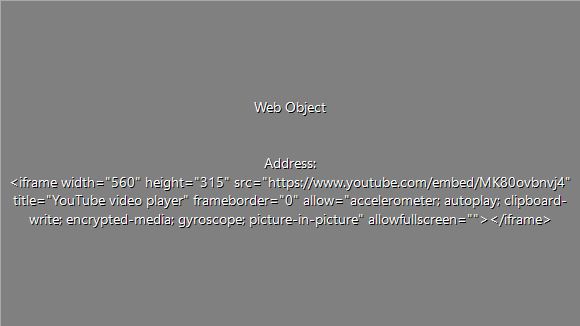 Web Object
Address:
<iframe width="560" height="315" src="https://www.youtube.com/embed/MK80ovbnvj4"
title="YouTube video player" frameborder="0" allow="accelerometer; autoplay; clipboard-
write; encrypted-media; gyroscope; picture-in-picture" allowfullscreen=""></iframe>